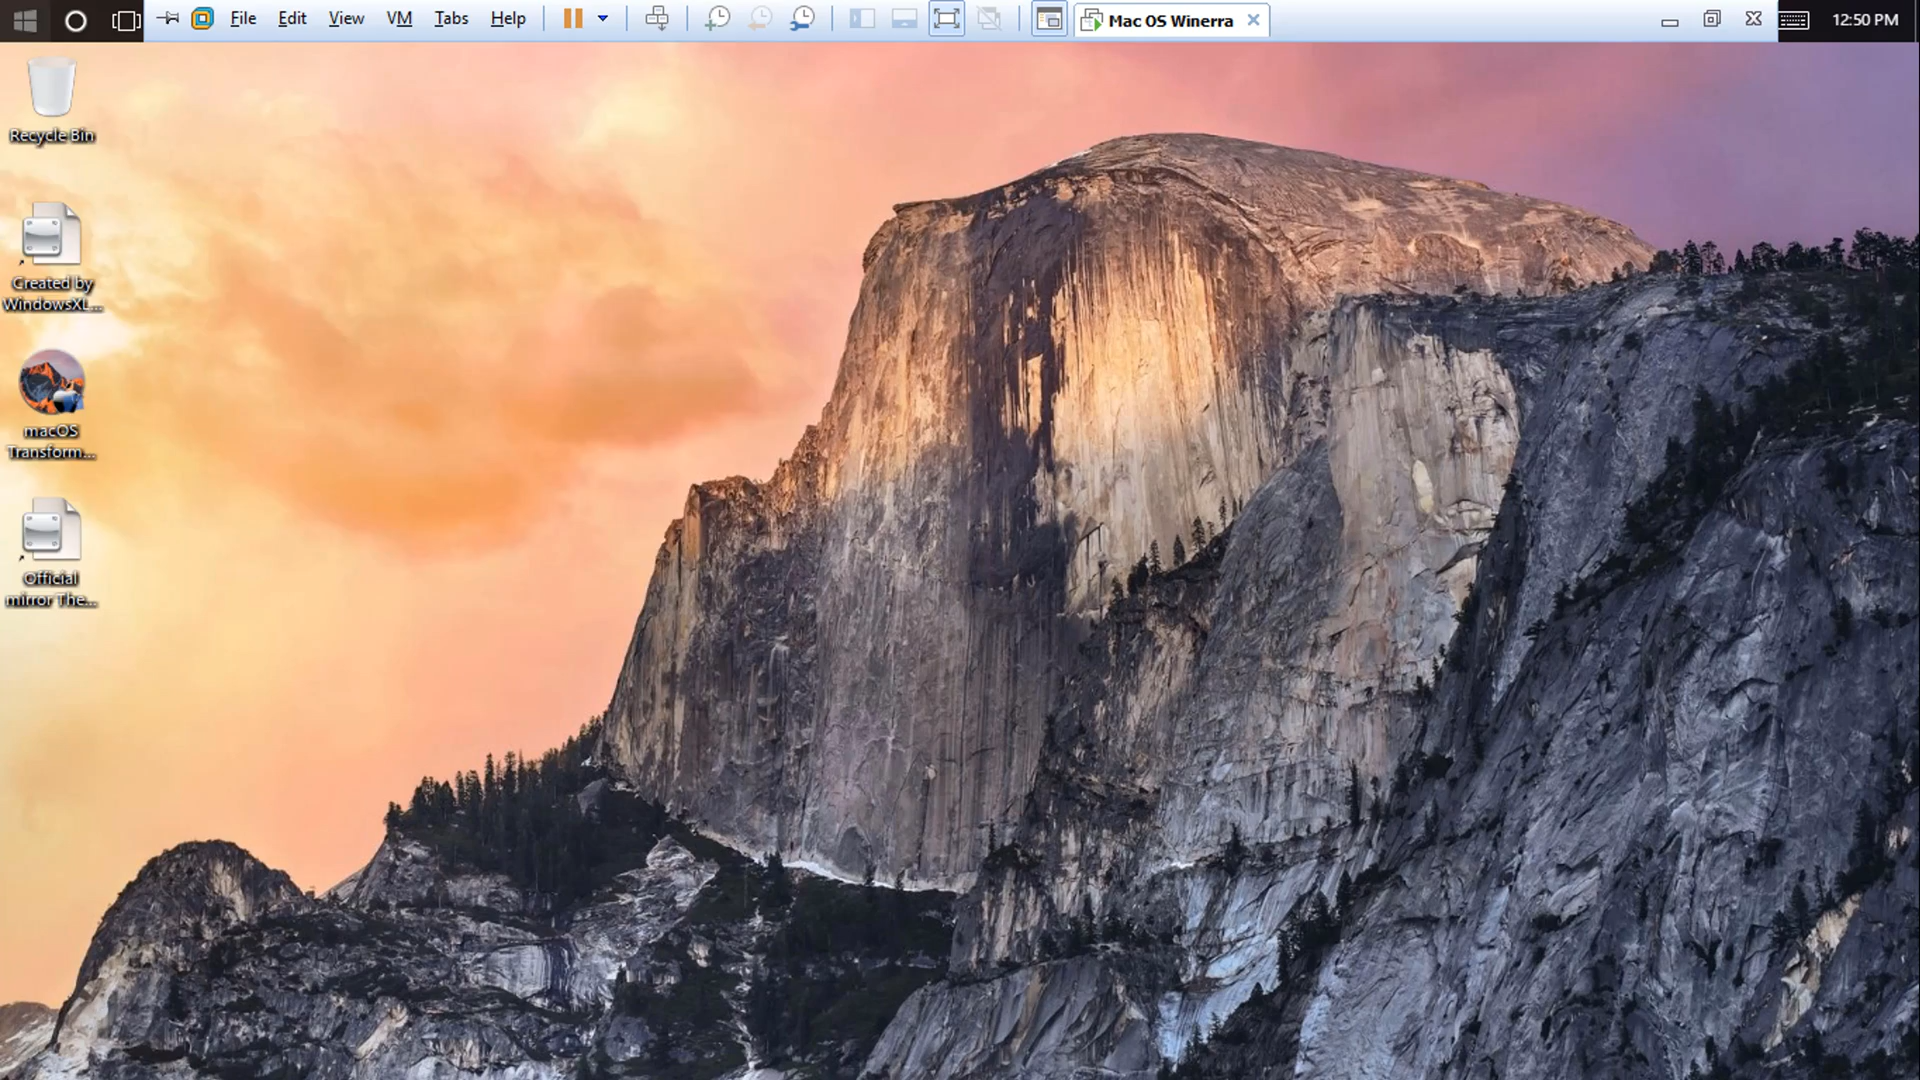 File Edit View VM Tabs Help
Mac OS Winerra
12:50 PM
Recycle Bin
Created by
WindowsXL...
macOS
Transform...
Official
mirror The...